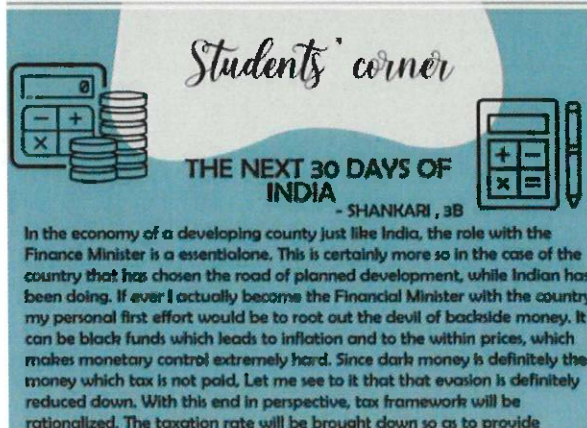 Students' corner
0
THE NEXT 30 DAYS OF
INDIA
- SHANKARI , 3B
In the economy of a developing county just like India, the role with the
Finance Minister is a essentialone. This is certainly more so in the case of the
country that has chosen the road of planned development, while Indian has
been doing. If ever I actually become the Financial Minister with the country
my personal first effort would be to root out the devil of backside money. It
can be black funds which leads to inflation and to the within prices, which
makes monetary control extremely hard. Since dark money is definitely the
money which tax is not paid, Let me see to it that that evasion is definitely
reduced down. With this end in perspective, tax framework will be
rationalized. The taxation rate will be brought down so as to provide